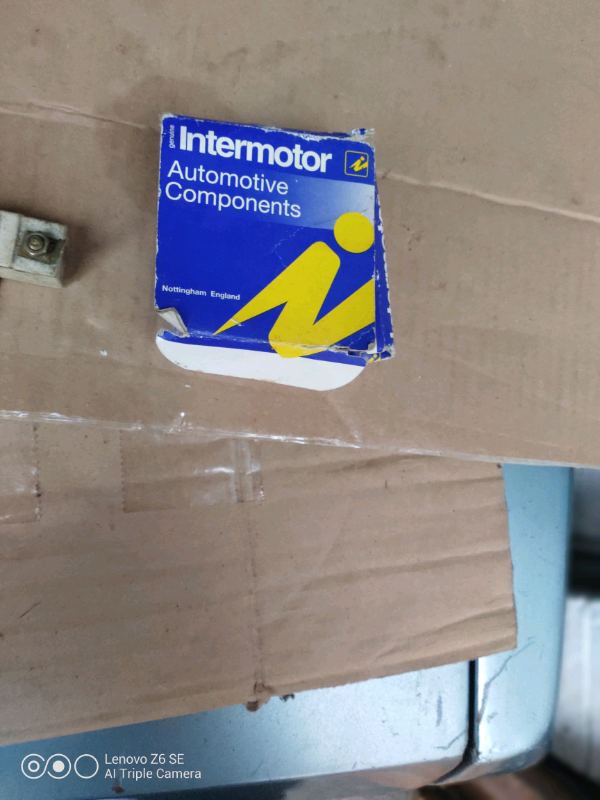 genuine
Intermotor
Automotive
Components
Nottingham England
Lenovo Z6 SE
AI Triple Camera